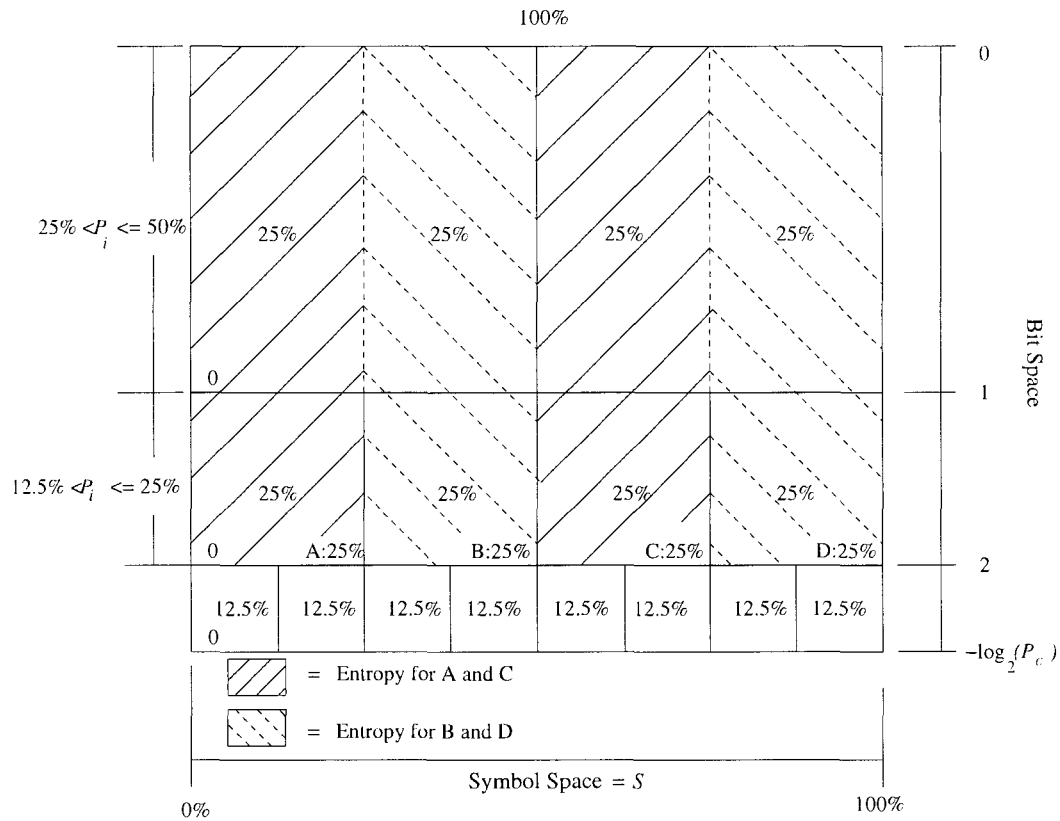 100%
0
25% <P_i <= 50%
25% 25% 25% 25%
Bit Space
0
1
12.5% <P_i <= 25%
25% 25% 25% 25%
0 A:25% B:25% C:25% D:25%
2
12.5% 12.5% 12.5% 12.5% 12.5% 12.5% 12.5% 12.5%
0
−log_2(P_c)
= Entropy for A and C
= Entropy for B and D
Symbol Space = S
0%
100%